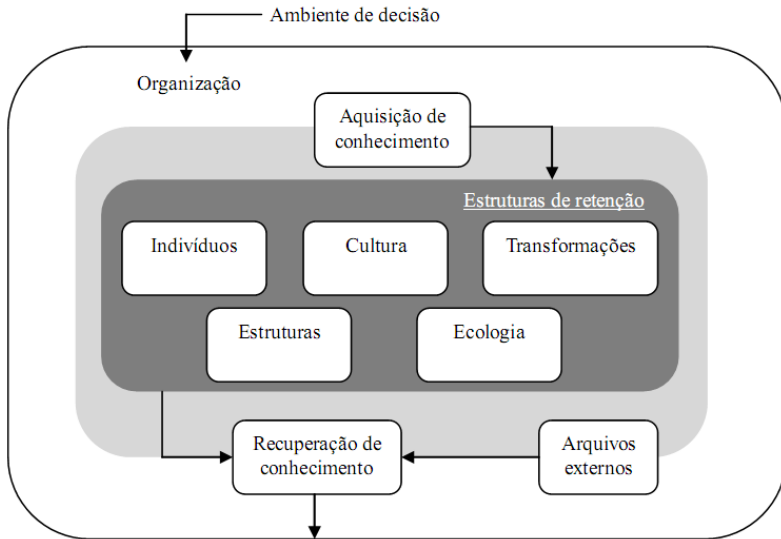 Ambiente de decisão
Organização
Aquisição de
conhecimento
Estruturas de retenção
Indivíduos
Cultura
Transformações
Estruturas
Ecologia
Recuperação de
conhecimento
Arquivos
externos